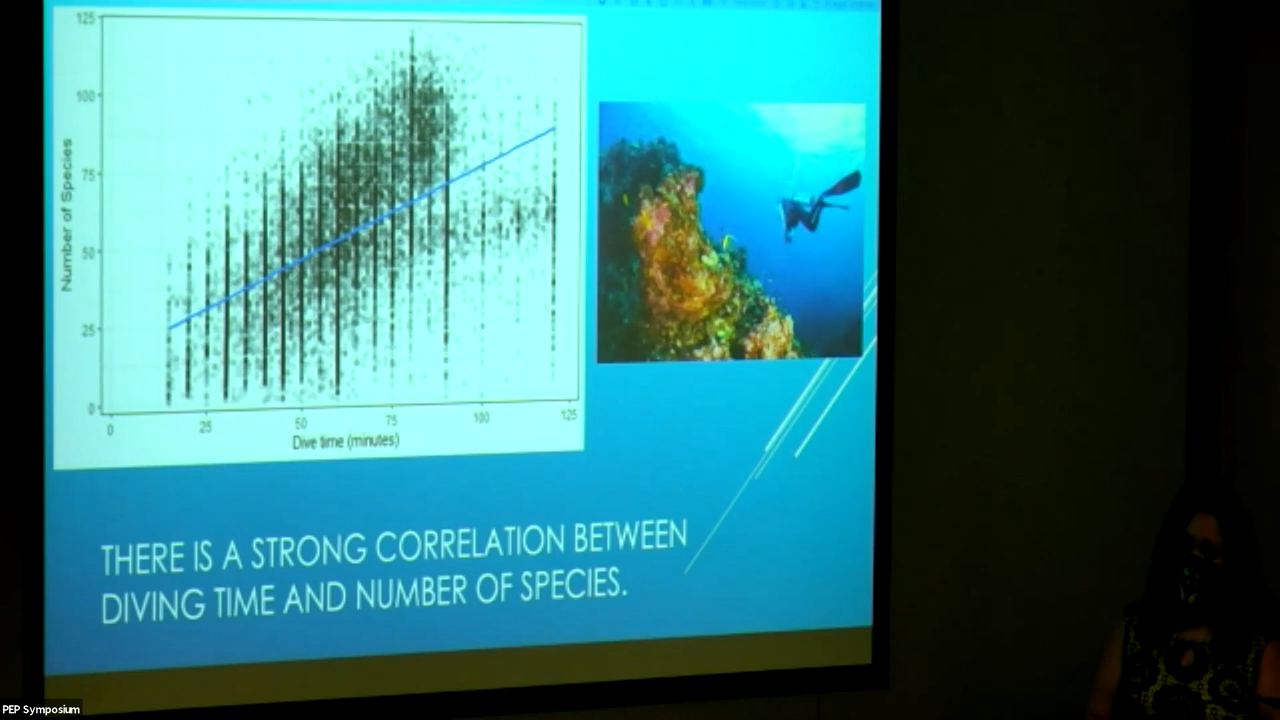 125
100
75
50
25
0
Number of Species
0 25 50 75 100 125
Dive time (minutes)
THERE IS A STRONG CORRELATION BETWEEN
DIVING TIME AND NUMBER OF SPECIES.
PEP Symposium